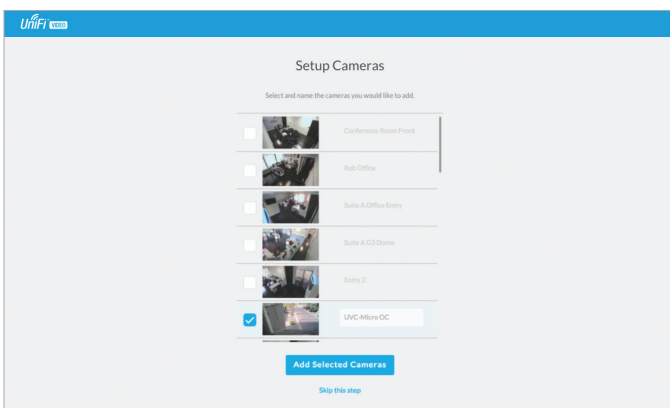 UniFi VIDEO
Setup Cameras
Select and name the cameras you would like to add.
Conference Room Front
Rob Office
Suite A Office Entry
Suite A G3 Dome
Entry 2
UVC-Micro OC
Add Selected Cameras
Skip this step